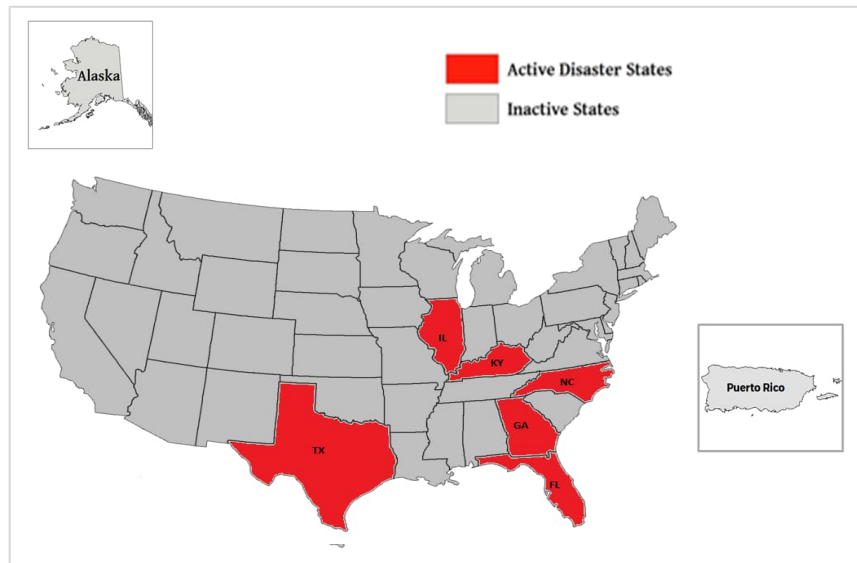 Alaska
Active Disaster States
Inactive States
IL
KY
NC
GA
TX
FL
Puerto Rico